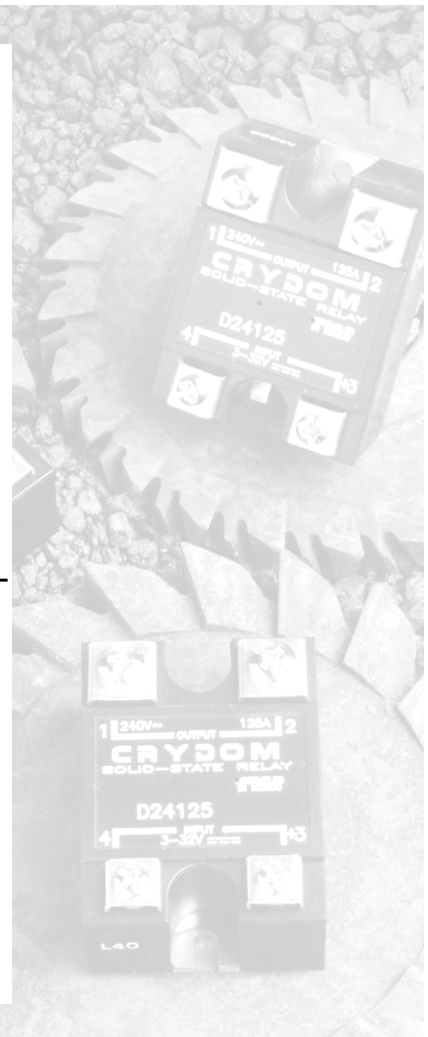 1 240V~ 125A 2
OUTPUT
CRYDOM
SOLID-STATE RELAY
D24125
4 INPUT +3
3-32V
1 240V~ 125A 2
OUTPUT
CRYDOM
SOLID-STATE RELAY
D24125
4 INPUT +3
3-32V
L40